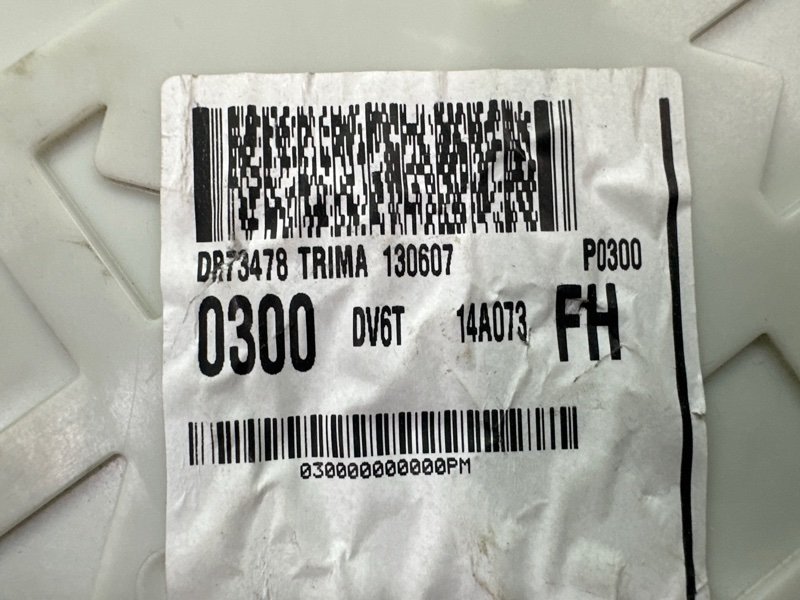 DR73478 TRIMA 130607 P0300
0300 DV6T 14A073 FH
030000000000PM